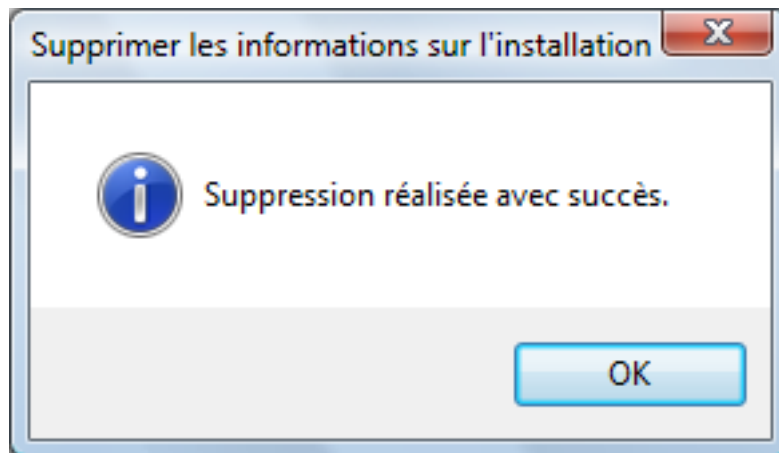 Supprimer les informations sur l'installation
Suppression réalisée avec succès.
OK